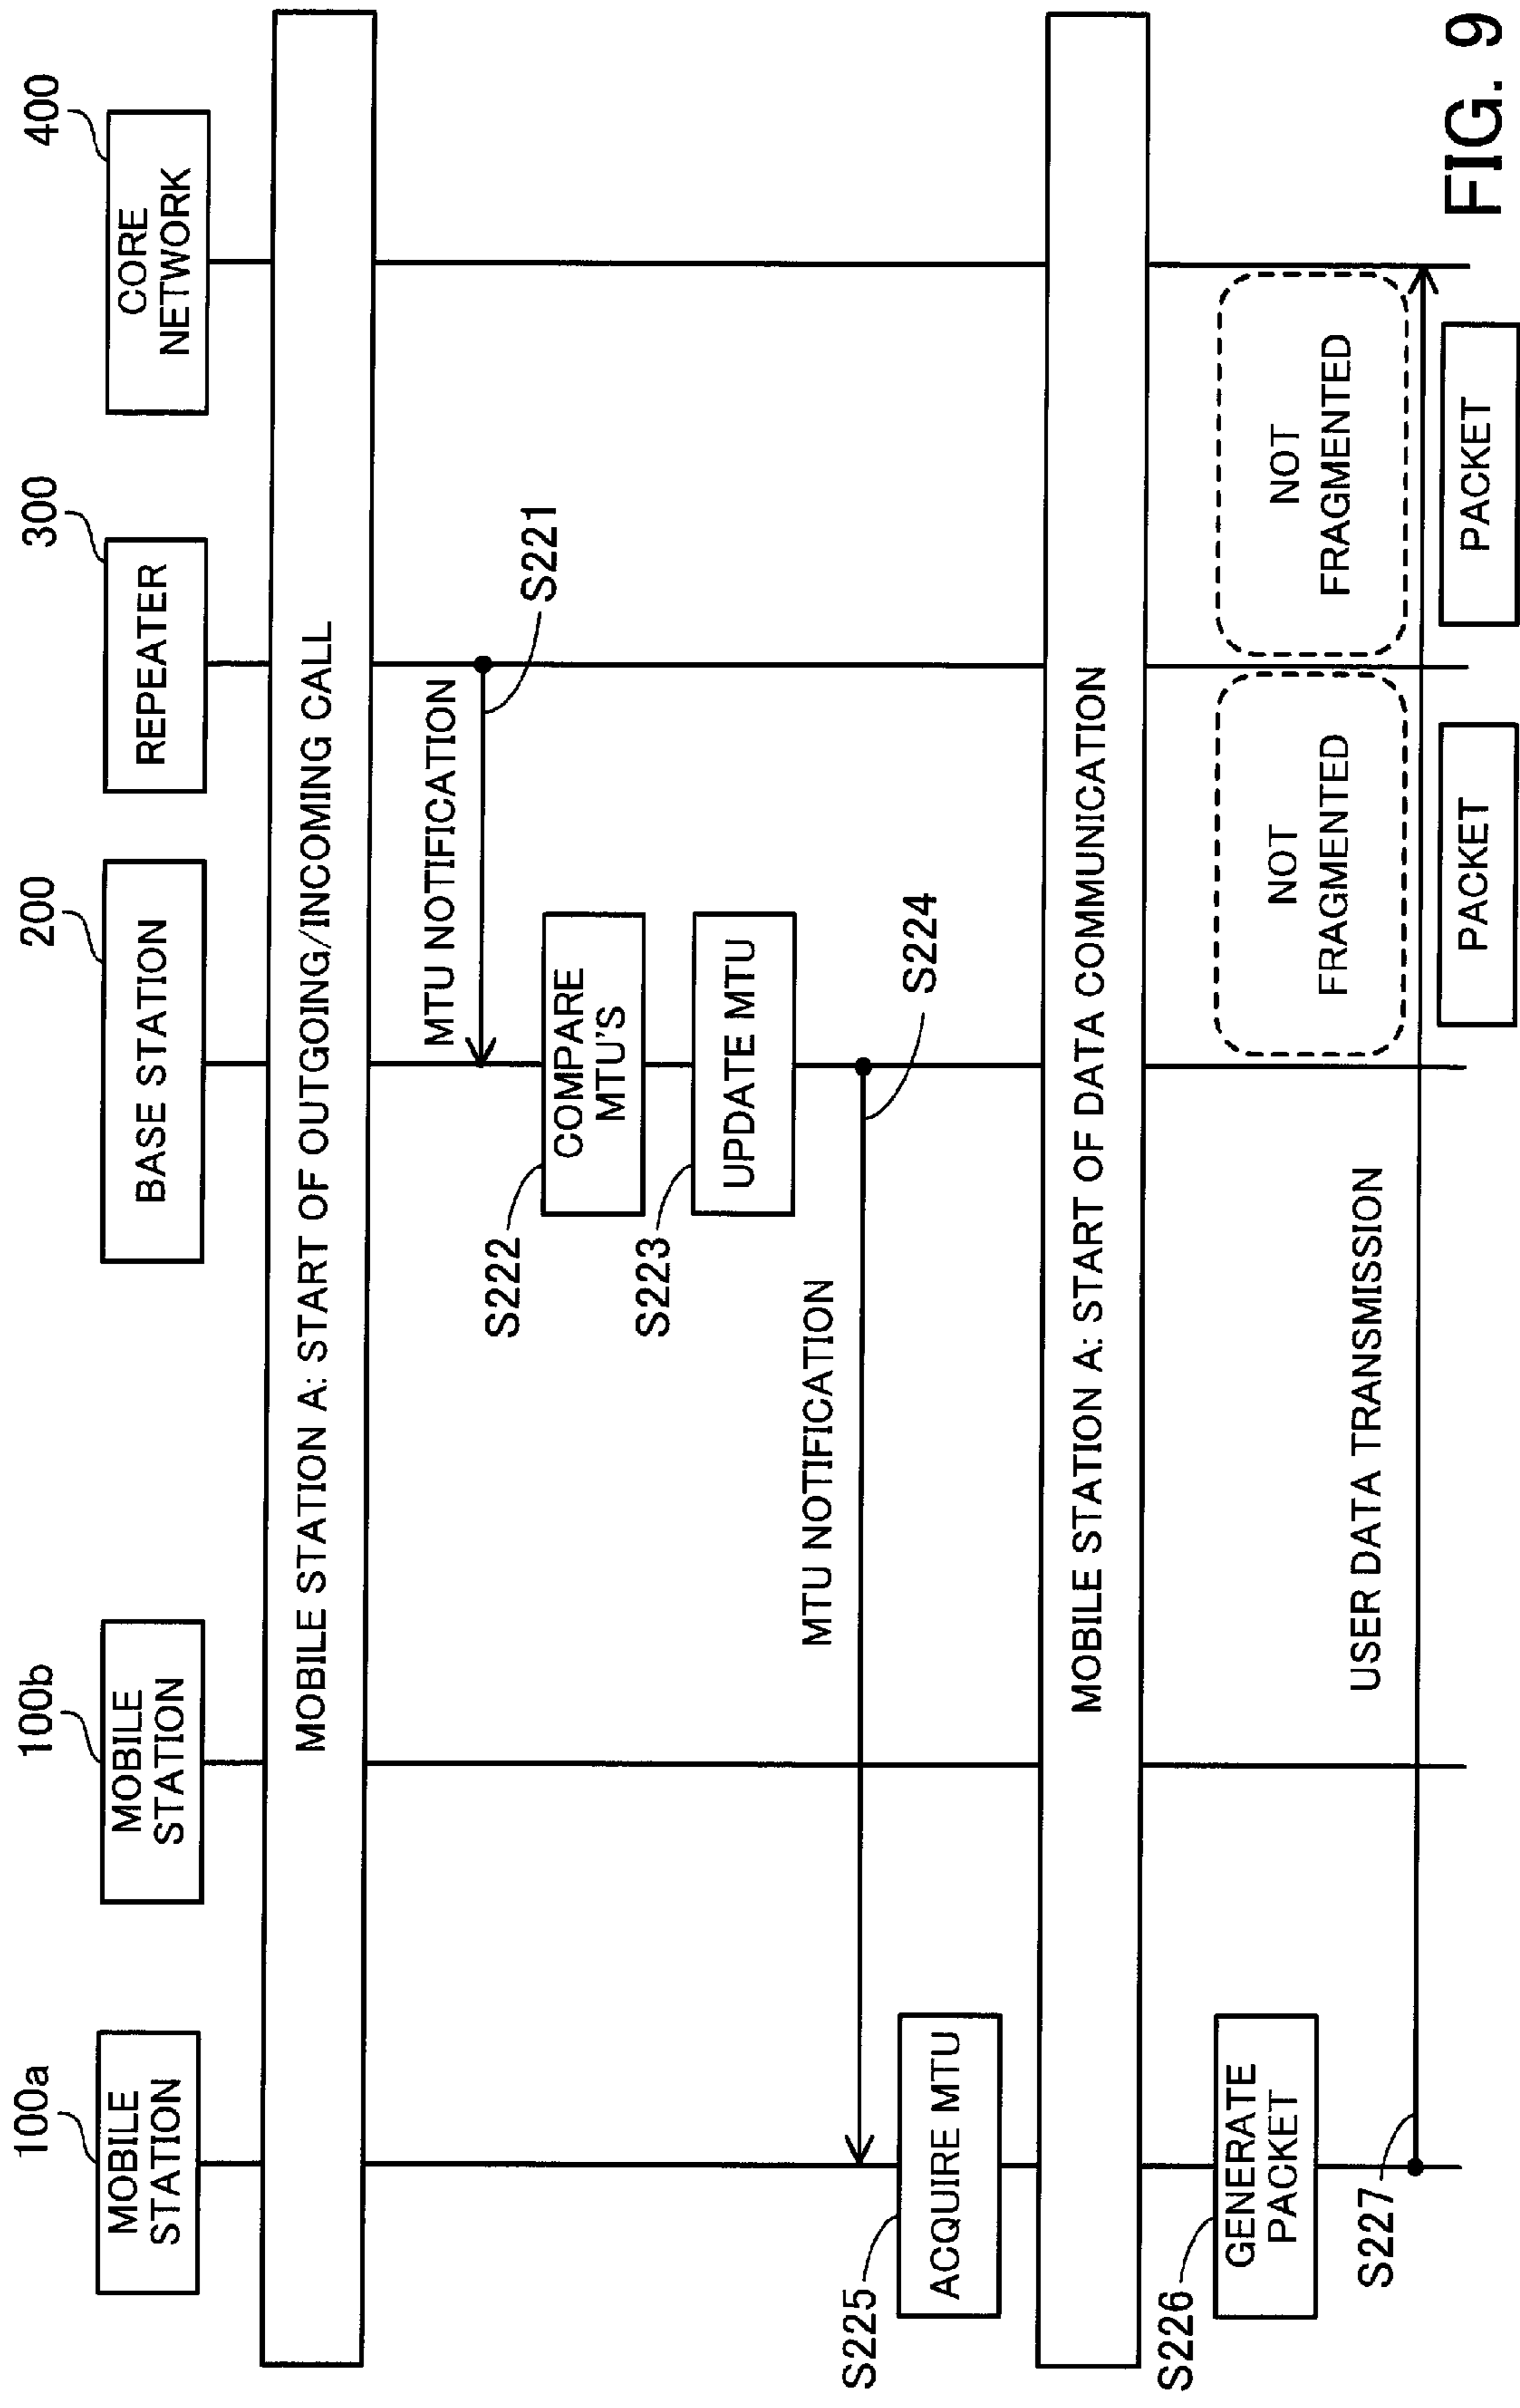 100a
MOBILE
STATION
100b
MOBILE
STATION
200
BASE STATION
300
REPEATER
400
CORE
NETWORK
MOBILE STATION A: START OF OUTGOING/INCOMING CALL
MTU NOTIFICATION
S221
S222
COMPARE
MTU'S
S223
UPDATE MTU
MTU NOTIFICATION
S224
S225
ACQUIRE MTU
MOBILE STATION A: START OF DATA COMMUNICATION
S226
GENERATE
PACKET
NOT
FRAGMENTED
NOT
FRAGMENTED
USER DATA TRANSMISSION
S227
PACKET
PACKET
FIG. 9